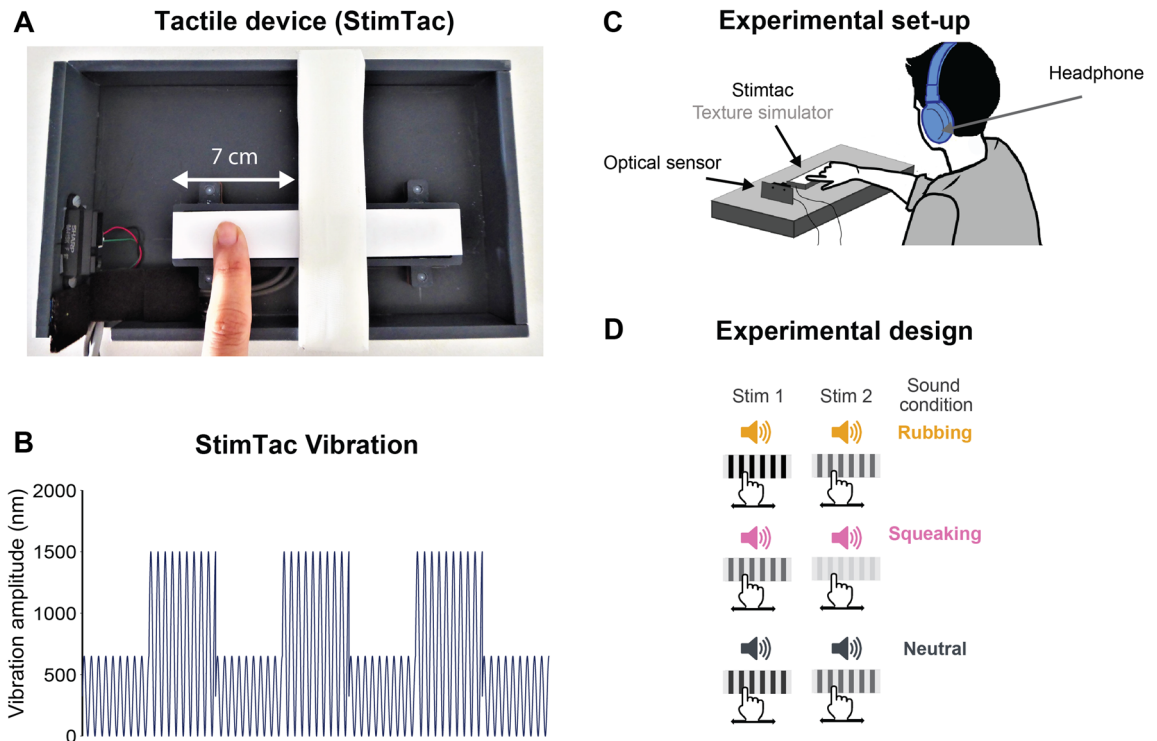 A
Tactile device (StimTac)
7 cm
SHARP
B
StimTac Vibration
Vibration amplitude (nm)
2000
1500
1000
500
0
C
Experimental set-up
Headphone
Stimtac
Texture simulator
Optical sensor
D
Experimental design
Stim 1
Stim 2
Sound
condition
Rubbing
Squeaking
Neutral